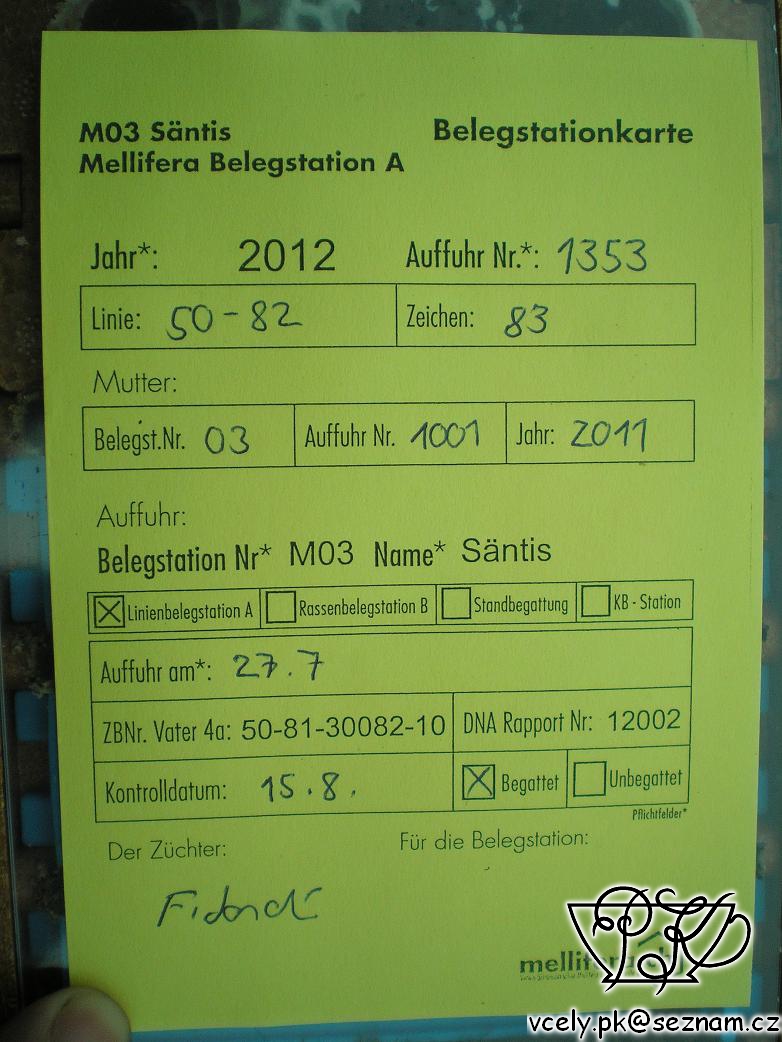 M03 Säntis Belegstationkarte
Mellifera Belegstation A
Jahr*: 2012 Auffuhr Nr.*: 1353
Linie: 50-82 Zeichen: 83
Mutter:
Belegst.Nr. 03 Auffuhr Nr. 1001 Jahr: 2011
Auffuhr:
Belegstation Nr* M03 Name* Säntis
Linienbelegstation A Rassenbelegstation B Standbegattung KB - Station
Auffuhr am*: 27.7
ZBNr. Vater 4a: 50-81-30082-10 DNA Rapport Nr: 12002
Kontrolldatum: 15.8. Begattet Unbegattet
Pflichtfelder*
Der Züchter: Für die Belegstation:
vcely.pk@seznam.cz